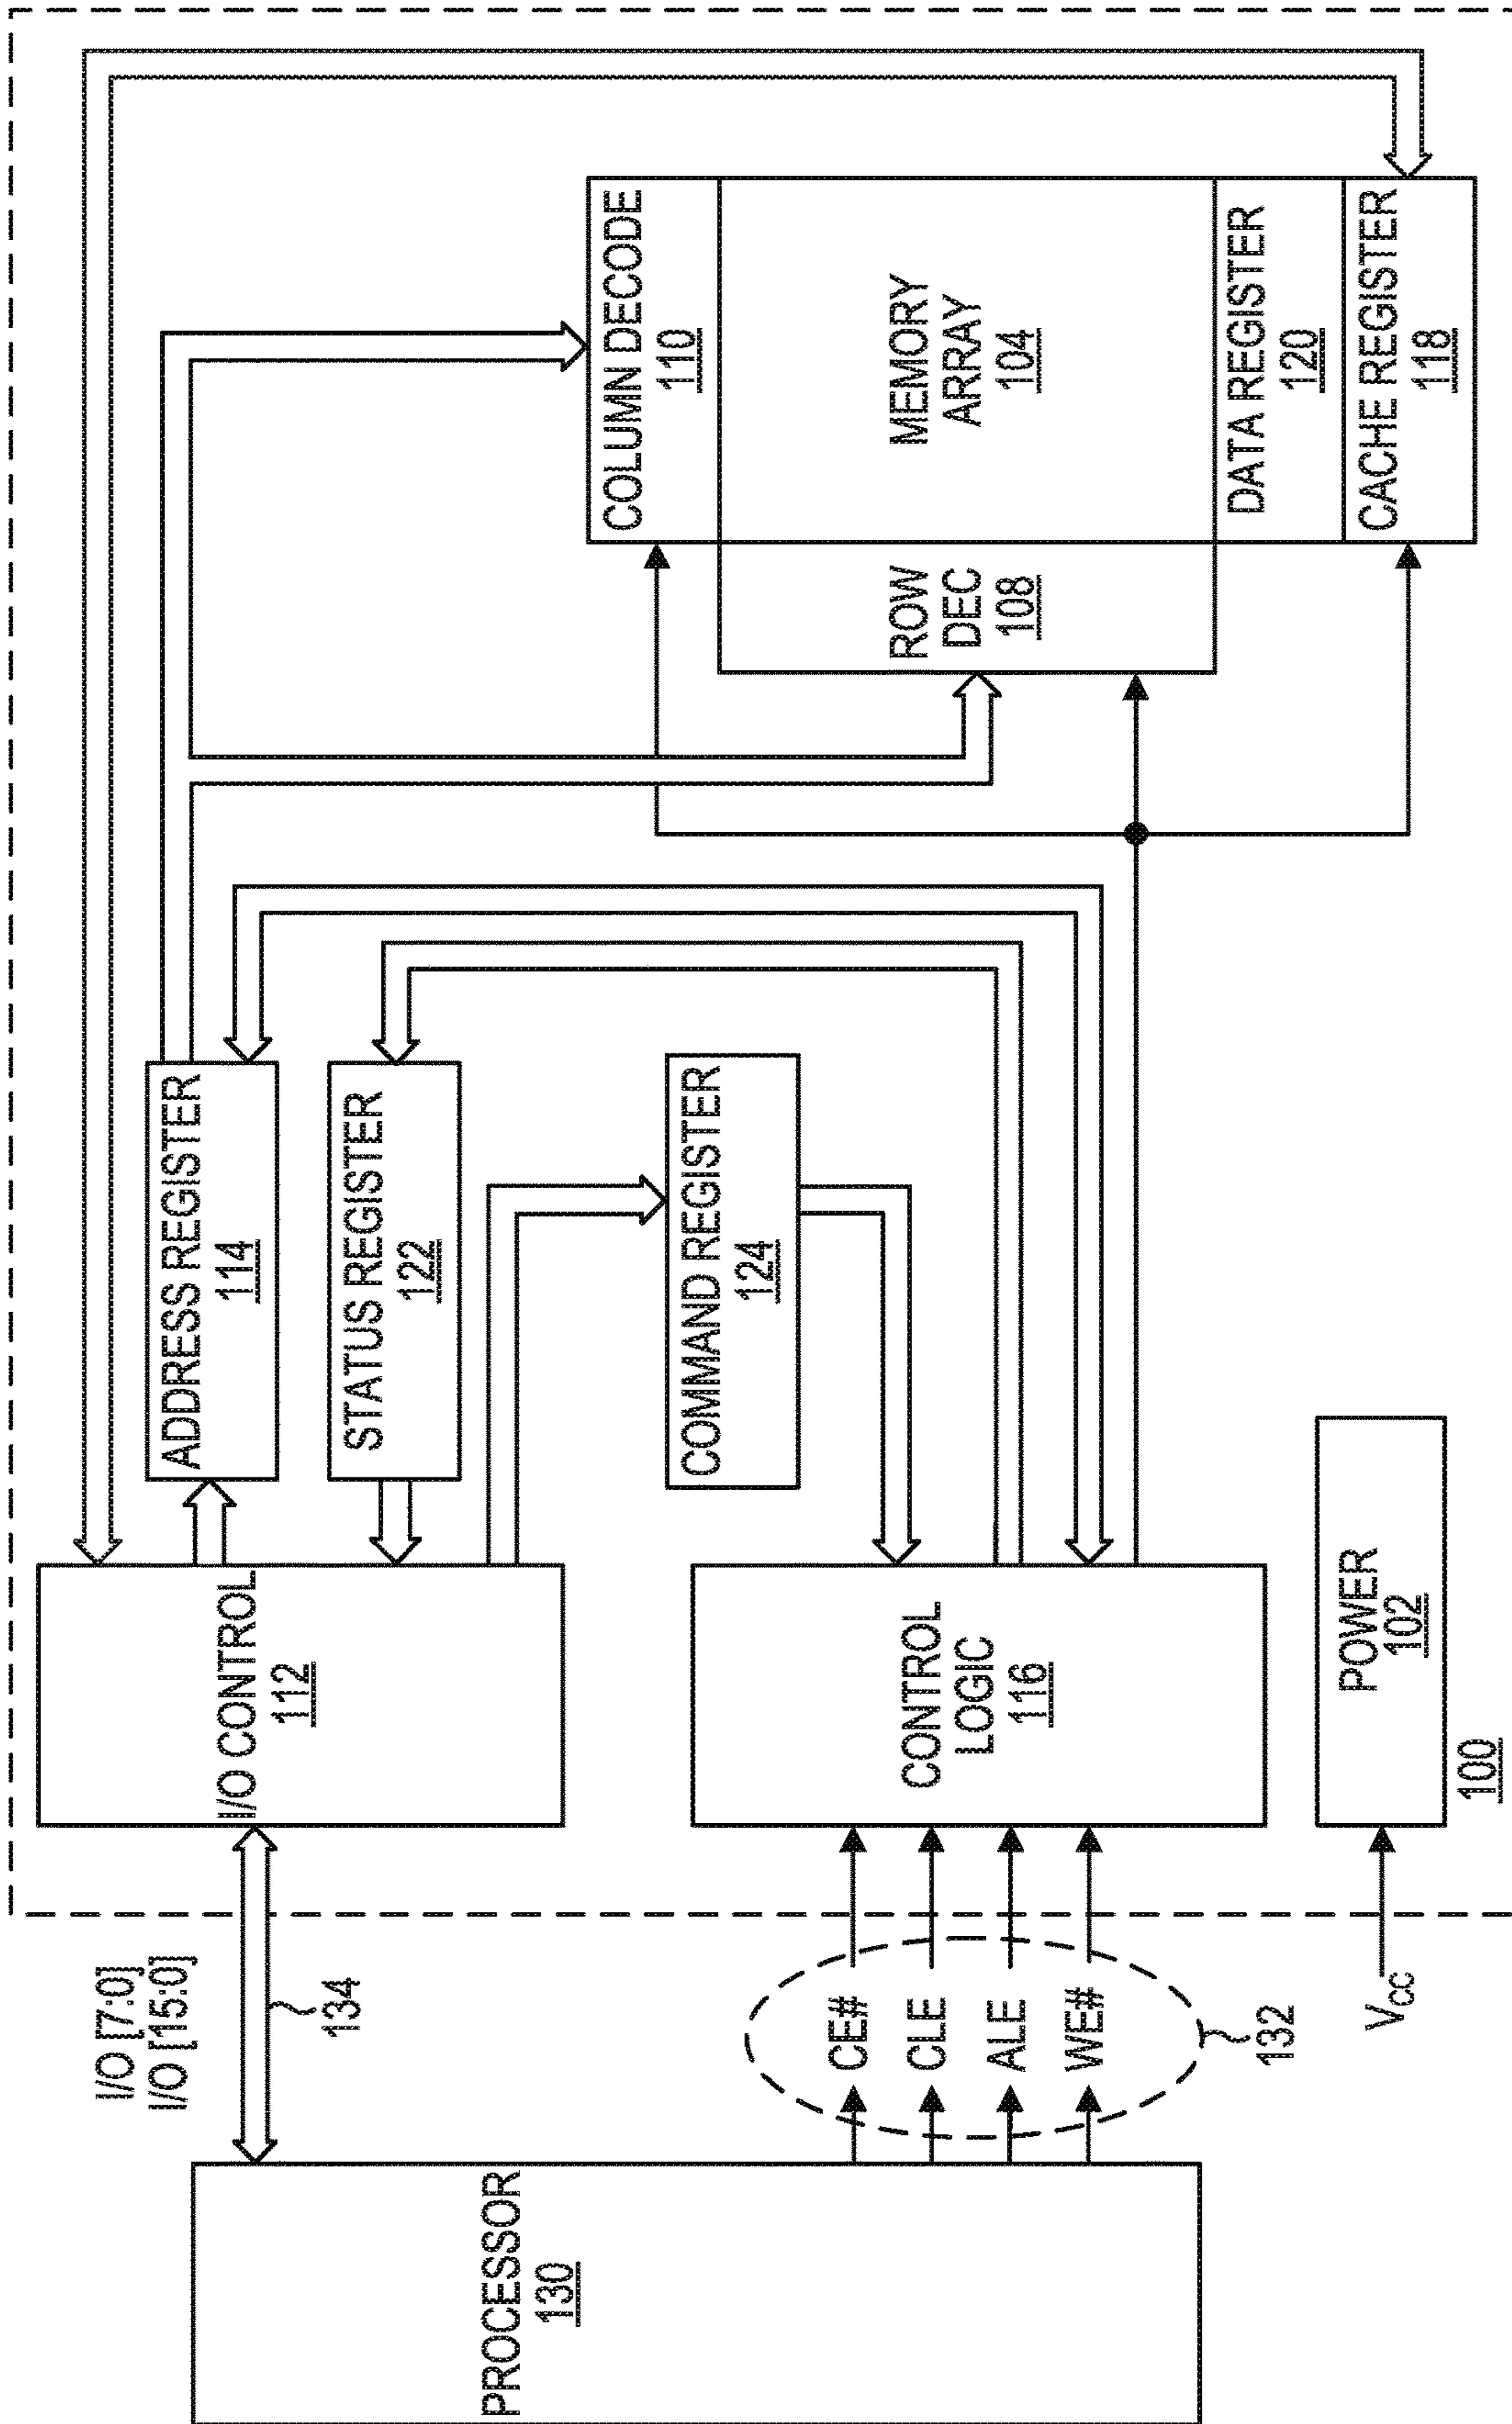 PROCESSOR
130
I/O [7:0]
I/O [15:0]
134
CE#
CLE
ALE
WE#
132
VCC
I/O CONTROL
112
CONTROL
LOGIC
116
POWER
102
100
ADDRESS REGISTER
114
STATUS REGISTER
122
COMMAND REGISTER
124
COLUMN DECODE
110
ROW
DEC
108
MEMORY
ARRAY
104
DATA REGISTER
120
CACHE REGISTER
118